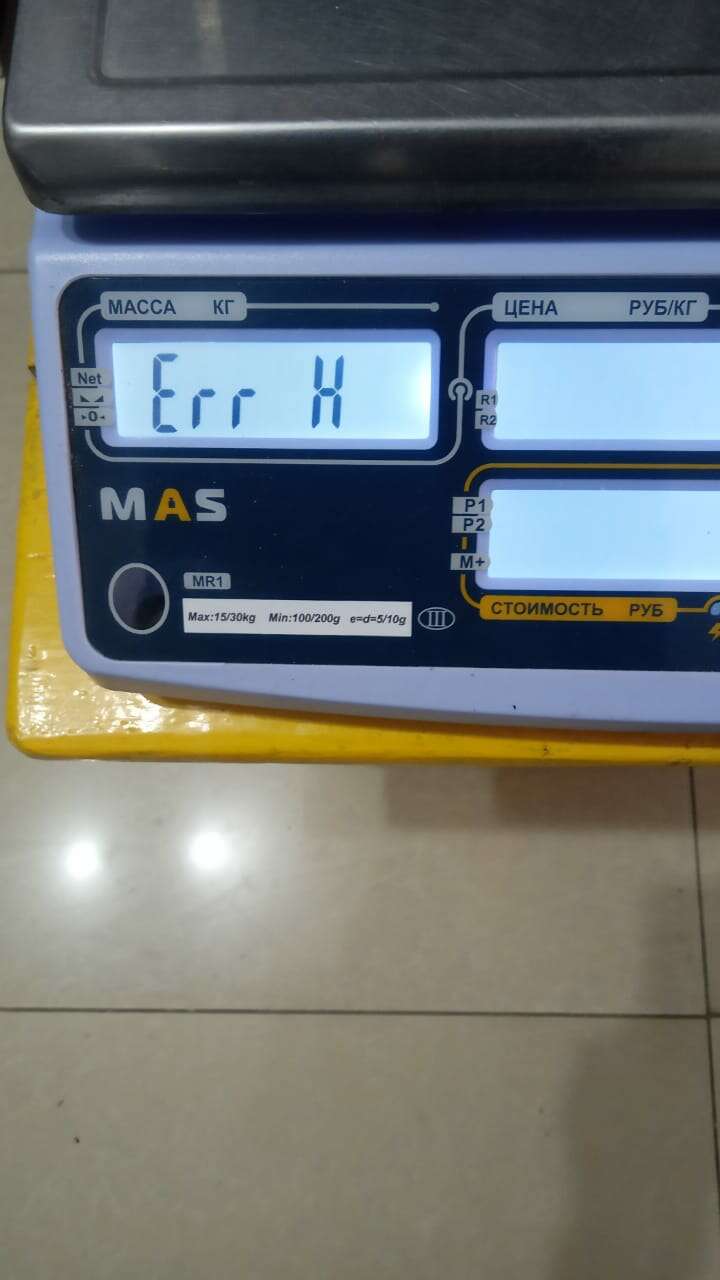 МАССА КГ
ЦЕНА РУБ/КГ
Net
→0←
Err H
R1
R2
MAS
P1
P2
M+
MR1
Max:15/30kg Min:100/200g e=d=5/10g
III
СТОИМОСТЬ РУБ